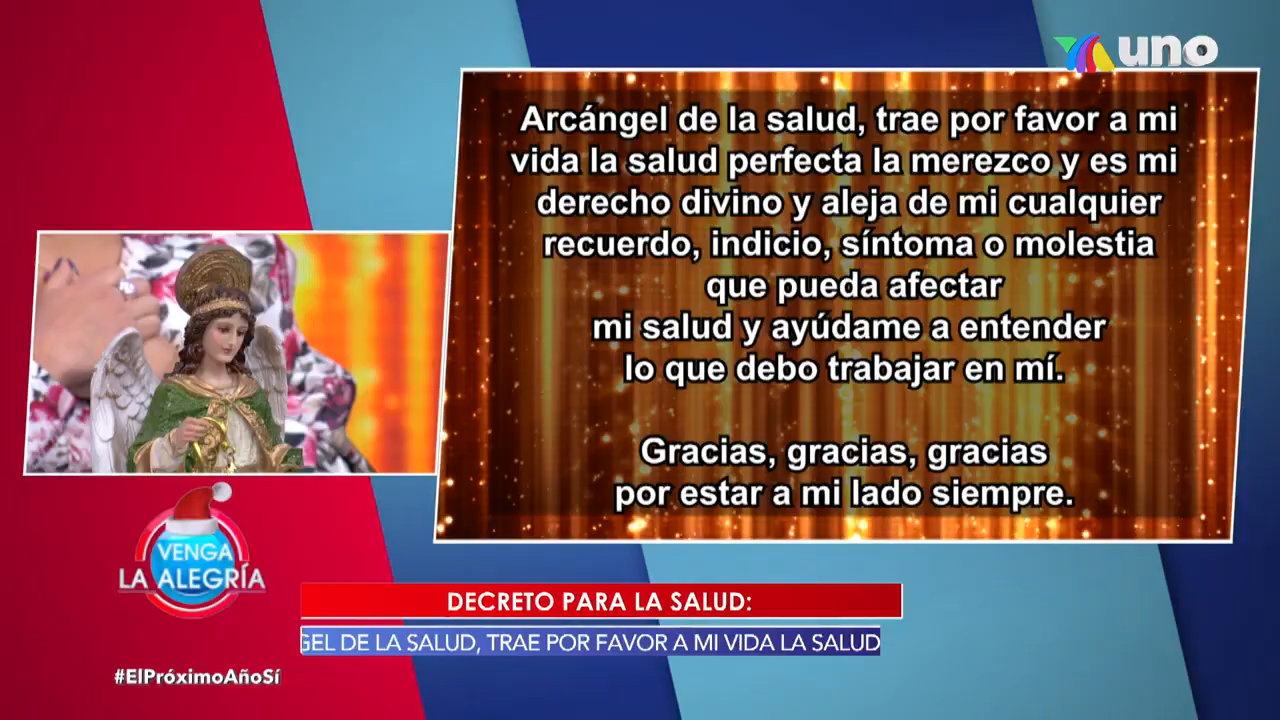 uno
Arcángel de la salud, trae por favor a mi
vida la salud perfecta la merezco y es mi
derecho divino y aleja de mi cualquier
recuerdo, indicio, síntoma o molestia
que pueda afectar
mi salud y ayúdame a entender
lo que debo trabajar en mí.
Gracias, gracias, gracias
por estar a mi lado siempre.
VENGA
LA ALEGRÍA
DECRETO PARA LA SALUD:
GEL DE LA SALUD, TRAE POR FAVOR A MI VIDA LA SALUD
#ElPróximoAñoSí